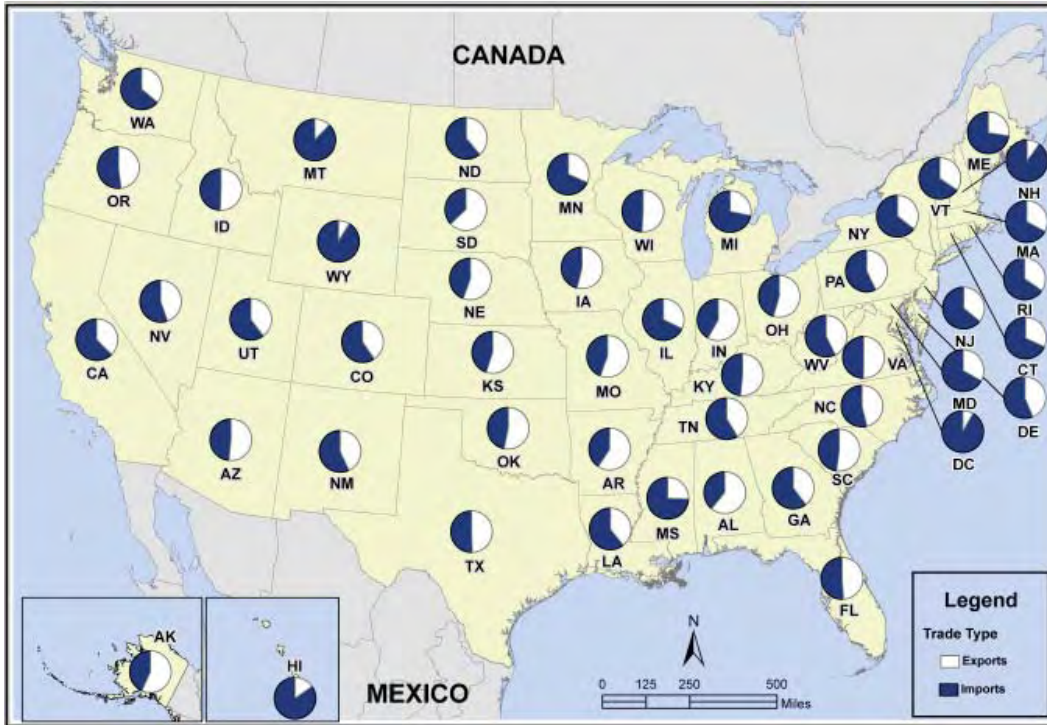 CANADA
WA
MT
ND
ME
OR
ID
MN
NH
VT
SD
WI
MI
NY
MA
WY
PA
IA
NE
RI
OH
NV
NJ
UT
IL
IN
WV
CA
CO
CT
KS
MO
KY
VA
MD
NC
TN
DE
OK
AZ
NM
DC
AR
SC
MS
AL
GA
TX
LA
FL
Legend
N
Trade Type
AK
Exports
HI
Imports
0 125 250 500
Miles
MEXICO